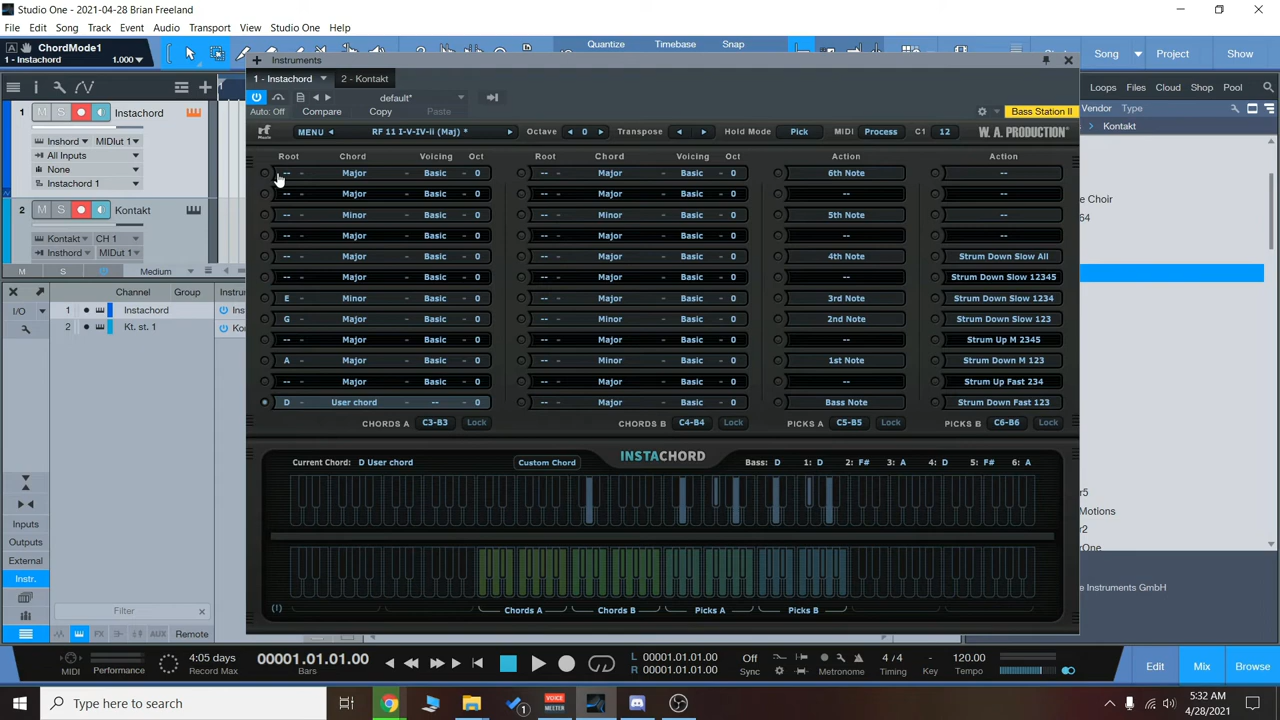 Studio One - 2021-04-28 Brian Freeland
File Edit Song Track Event Audio Transport View Studio One Help
ChordMode1
1 - Instachord 1.000
Quantize Timebase Snap
Song Project Show
Instruments
1 - Instachord 2 - Kontakt
default*
Auto: Off Compare Copy Paste
Bass Station II
MENU RF 11 I-V-IV-ii (Maj) * Octave 0 Transpose - Hold Mode Pick MIDI Process C1 12 W. A. PRODUCTION
Root Chord Voicing Oct Root Chord Voicing Oct Action Action
-- - Major - Basic - 0 -- - Major - Basic - 0 6th Note --
-- - Major - Basic - 0 -- - Major - Basic - 0 -- --
-- - Minor - Basic - 0 -- - Minor - Basic - 0 5th Note --
-- - Major - Basic - 0 -- - Major - Basic - 0 -- --
-- - Major - Basic - 0 -- - Major - Basic - 0 4th Note Strum Down Slow All
-- - Major - Basic - 0 -- - Major - Basic - 0 -- Strum Down Slow 12345
E - Minor - Basic - 0 -- - Major - Basic - 0 3rd Note Strum Down Slow 1234
G - Major - Basic - 0 -- - Minor - Basic - 0 2nd Note Strum Down Slow 123
-- - Major - Basic - 0 -- - Major - Basic - 0 -- Strum Up M 2345
A - Major - Basic - 0 -- - Minor - Basic - 0 1st Note Strum Down M 123
-- - Major - Basic - 0 -- - Major - Basic - 0 -- Strum Up Fast 234
D - User chord - -- - 0 -- - Major - Basic - 0 Bass Note Strum Down Fast 123
CHORDS A C3-B3 Lock CHORDS B C4-B4 Lock PICKS A C5-B5 Lock PICKS B C6-B6 Lock
Current Chord: D User chord Custom Chord INSTACHORD Bass: D 1: D 2: F# 3: A 4: D 5: F# 6: A
(!) Chords A Chords B Picks A Picks B
1 M S Instachord
Inshord MIDIut 1
All Inputs
None
Instachord 1
2 M S Kontakt
Kontakt CH 1
Insthord MIDut 1
M S Medium
Channel Group Instru
I/O 1 Instachord Ins
2 Kt. st. 1 Ko
Inputs
Outputs
External
Instr.
Filter
FX AUX Remote
Loops Files Cloud Shop Pool
Vendor Type
Kontakt
e Choir
64
r5
Motions
r2
rOne
e Instruments GmbH
MIDI Performance 4:05 days Record Max 00001.01.01.00 Bars L 00001.01.01.00 R 00001.01.01.00 Off Sync Metronome 4 / 4 Timing - Key 120.00 Tempo Edit Mix Browse
Type here to search
5:32 AM
4/28/2021